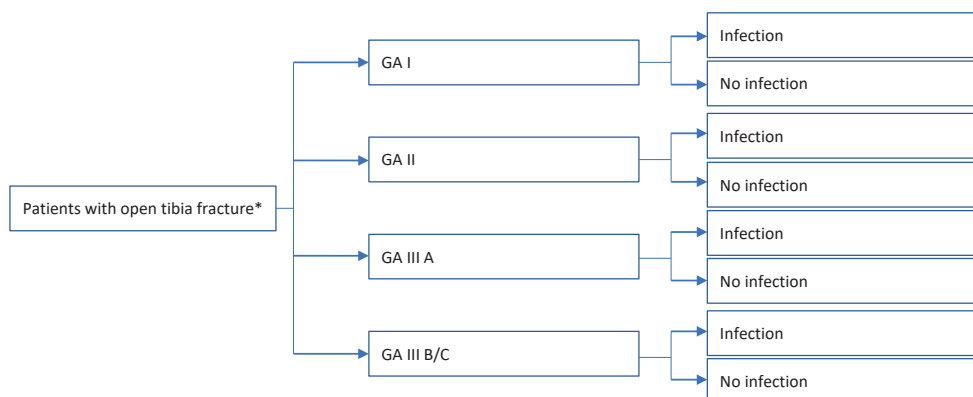 Infection
GA I
No infection
Infection
GA II
No infection
Patients with open tibia fracture*
Infection
GA III A
No infection
Infection
GA III B/C
No infection